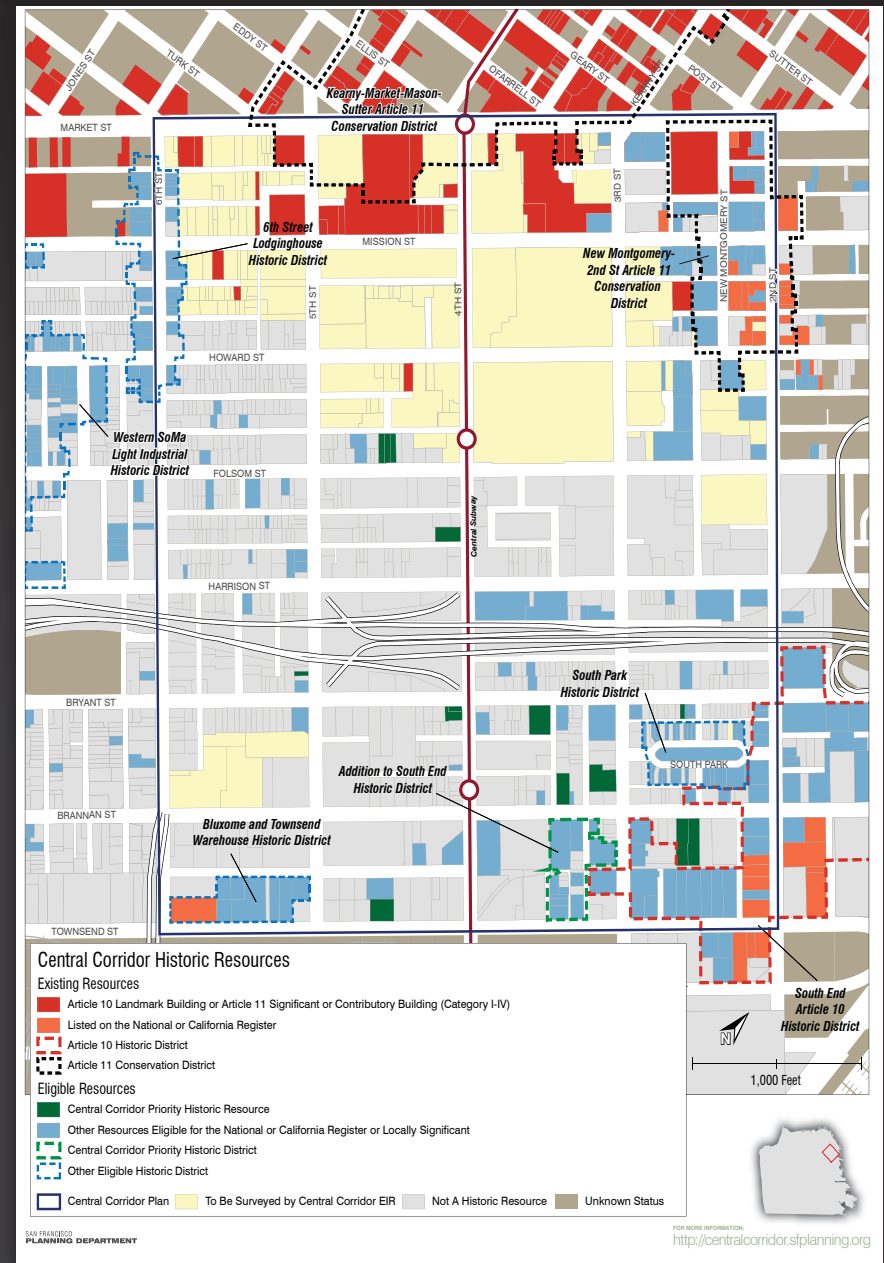 JONES ST
TURK ST
EDDY ST
ELLIS ST
OFARRELL ST
GEARY ST
POST ST
SUTTER ST
Kearny-Market-Mason-
Sutter Article 11
Conservation District
MARKET ST
6TH ST
3RD ST
NEW MONTGOMERY ST
2ND ST
6th Street
Lodginghouse
Historic District
MISSION ST
New Montgomery-
2nd St Article 11
Conservation
District
5TH ST
4TH ST
HOWARD ST
Western SoMa
Light Industrial
Historic District
FOLSOM ST
Central Subway
HARRISON ST
South Park
Historic District
BRYANT ST
SOUTH PARK
Addition to South End
Historic District
BRANNAN ST
Bluxome and Townsend
Warehouse Historic District
TOWNSEND ST
South End
Article 10
Historic District
N
1,000 Feet
Central Corridor Historic Resources
Existing Resources
Article 10 Landmark Building or Article 11 Significant or Contributory Building (Category I-IV)
Listed on the National or California Register
Article 10 Historic District
Article 11 Conservation District
Eligible Resources
Central Corridor Priority Historic Resource
Other Resources Eligible for the National or California Register or Locally Significant
Central Corridor Priority Historic District
Other Eligible Historic District
Central Corridor Plan To Be Surveyed by Central Corridor EIR Not A Historic Resource Unknown Status
SAN FRANCISCO
PLANNING DEPARTMENT
FOR MORE INFORMATION:
http://centralcorridor.sfplanning.org